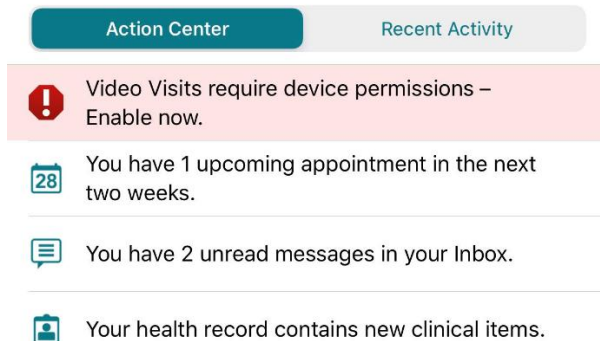 Action Center
Recent Activity
Video Visits require device permissions –
Enable now.
28
You have 1 upcoming appointment in the next
two weeks.
You have 2 unread messages in your Inbox.
Your health record contains new clinical items.